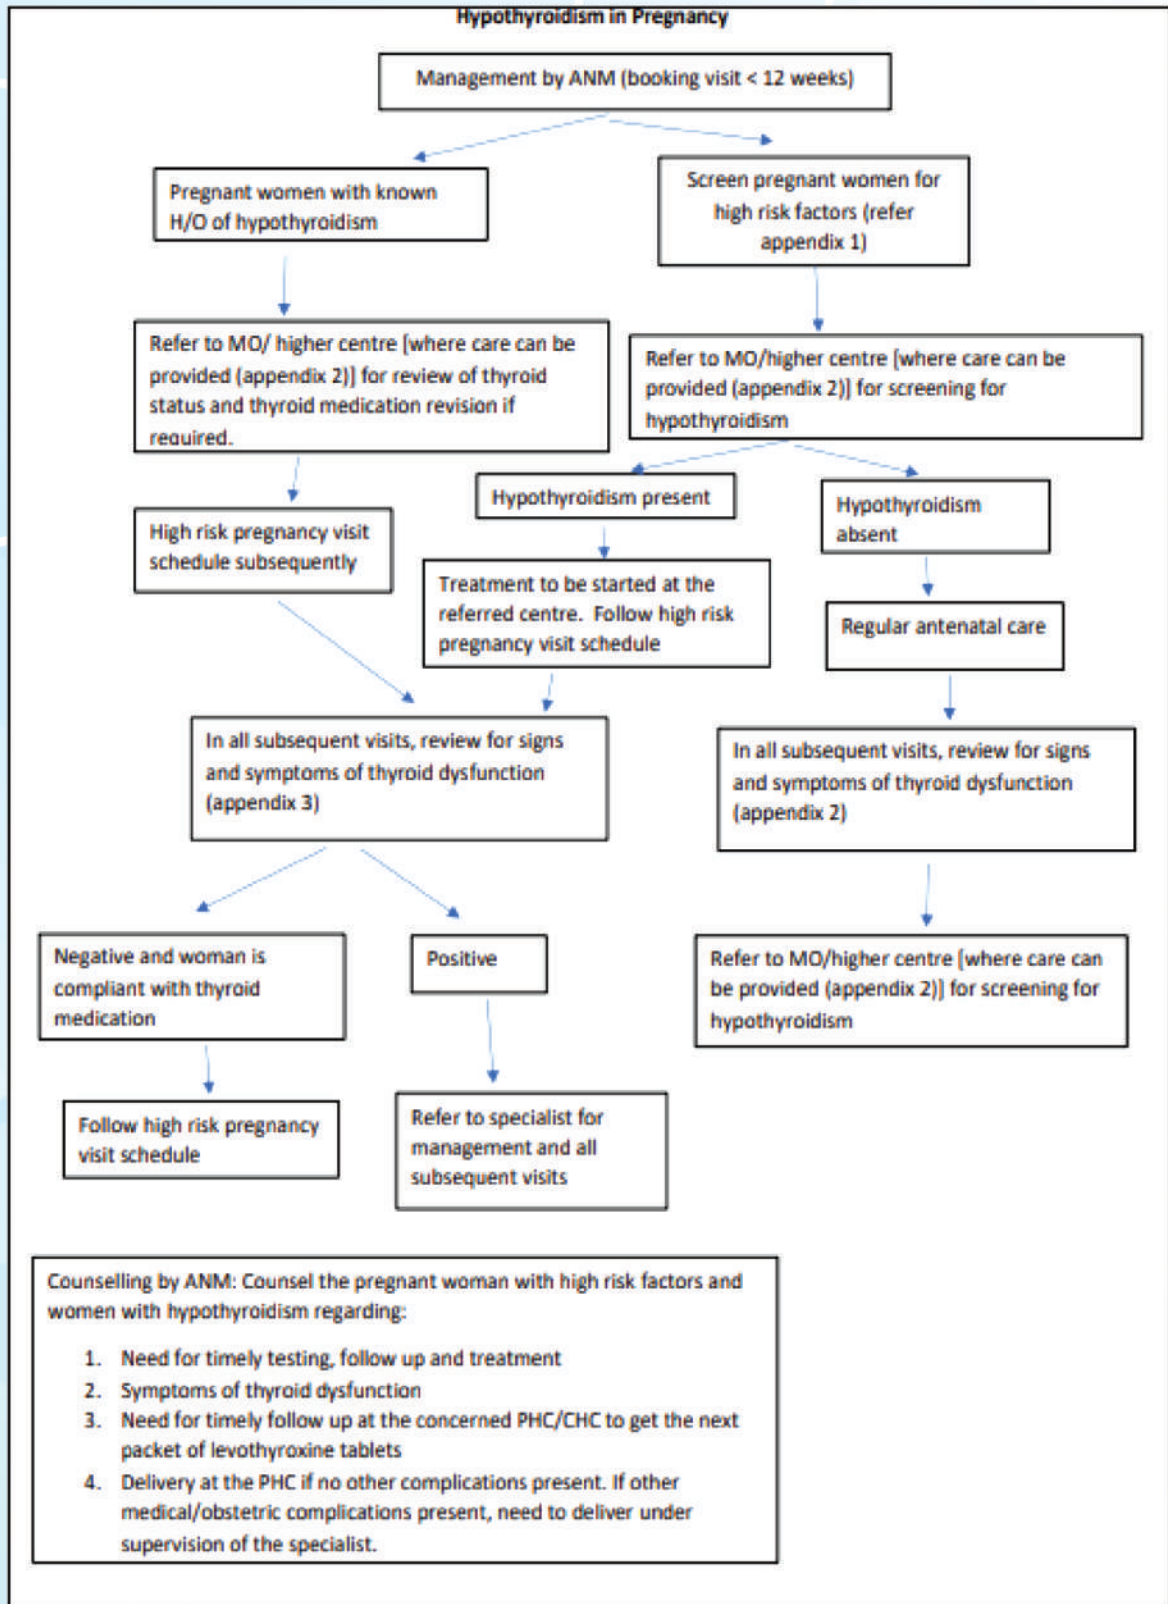 Hypothyroidism in Pregnancy
Management by ANM (booking visit < 12 weeks)
Pregnant women with known
H/O of hypothyroidism
Screen pregnant women for
high risk factors (refer
appendix 1)
Refer to MO/ higher centre [where care can be
provided (appendix 2)] for review of thyroid
status and thyroid medication revision if
required.
Refer to MO/higher centre [where care can be
provided (appendix 2)] for screening for
hypothyroidism
Hypothyroidism present
Hypothyroidism
absent
High risk pregnancy visit
schedule subsequently
Treatment to be started at the
referred centre. Follow high risk
pregnancy visit schedule
Regular antenatal care
In all subsequent visits, review for signs
and symptoms of thyroid dysfunction
(appendix 3)
In all subsequent visits, review for signs
and symptoms of thyroid dysfunction
(appendix 2)
Negative and woman is
compliant with thyroid
medication
Positive
Refer to MO/higher centre [where care can
be provided (appendix 2)] for screening for
hypothyroidism
Follow high risk pregnancy
visit schedule
Refer to specialist for
management and all
subsequent visits
Counselling by ANM: Counsel the pregnant woman with high risk factors and
women with hypothyroidism regarding:
1. Need for timely testing, follow up and treatment
2. Symptoms of thyroid dysfunction
3. Need for timely follow up at the concerned PHC/CHC to get the next
packet of levothyroxine tablets
4. Delivery at the PHC if no other complications present. If other
medical/obstetric complications present, need to deliver under
supervision of the specialist.